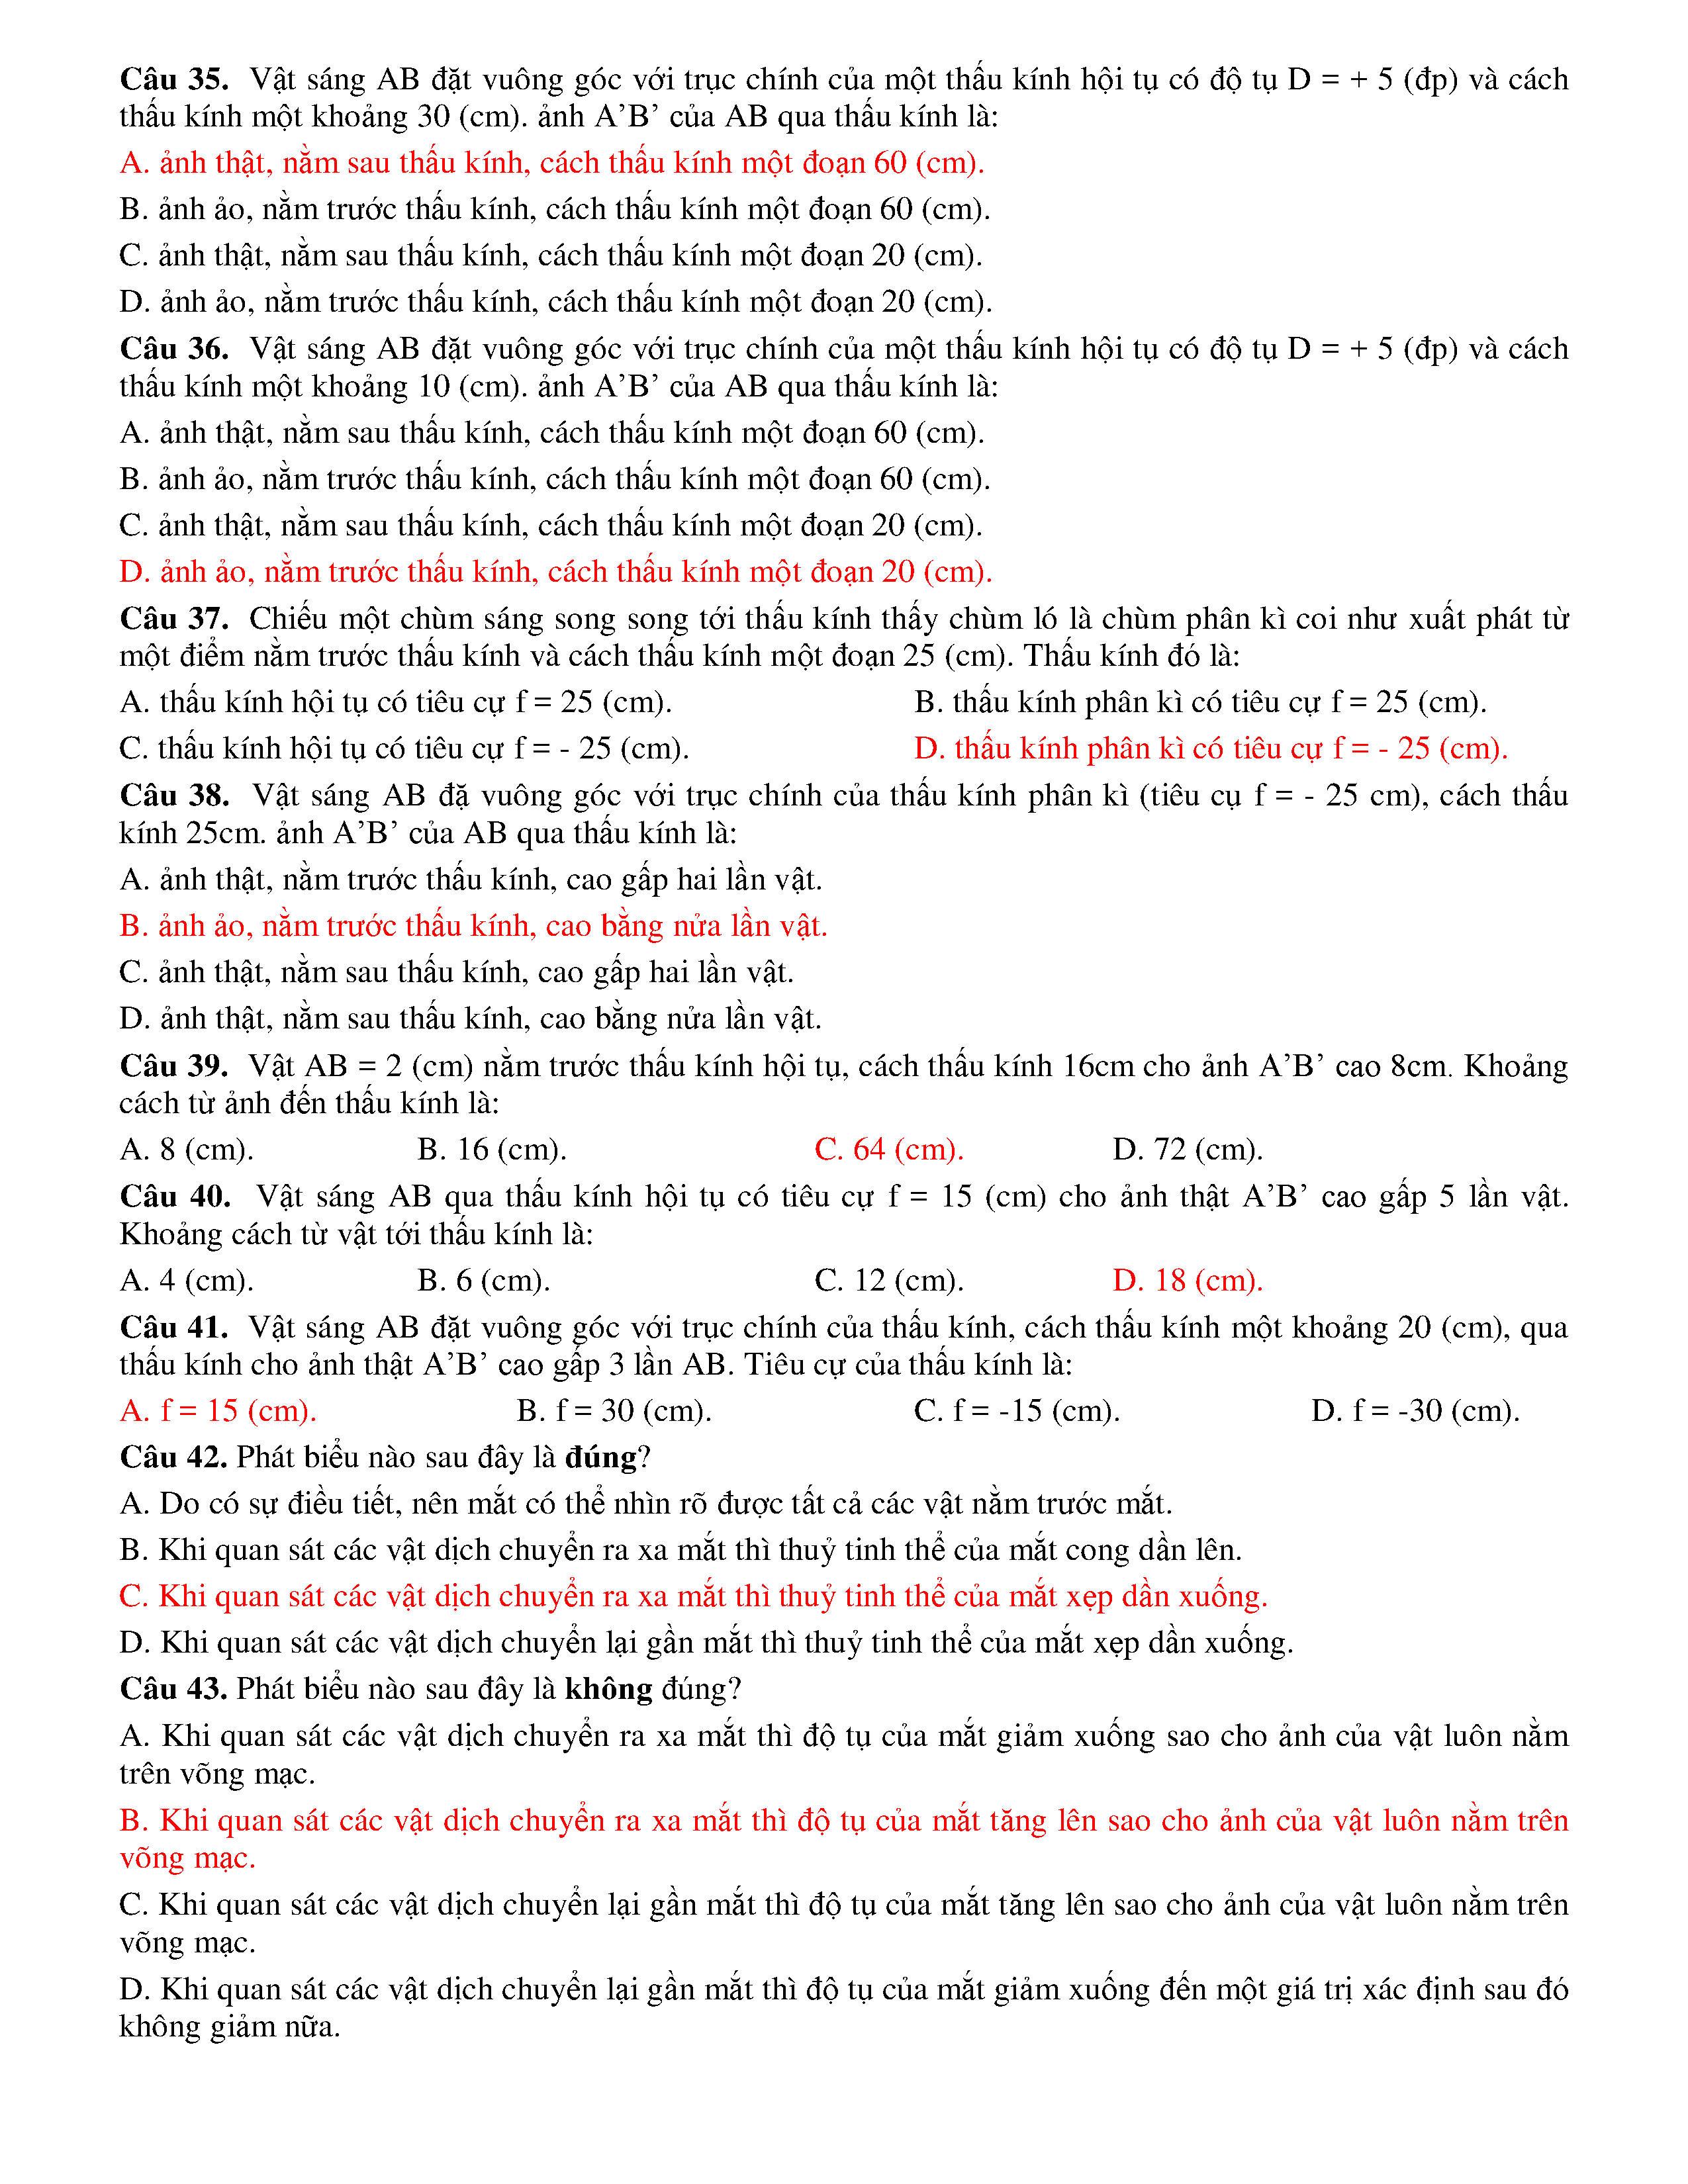 Câu 35. Vật sáng AB đặt vuông góc với trục chính của một thấu kính hội tụ có độ tụ D = + 5 (đp) và cách
thấu kính một khoảng 30 (cm). ảnh A’B’ của AB qua thấu kính là:
A. ảnh thật, nằm sau thấu kính, cách thấu kính một đoạn 60 (cm).
B. ảnh ảo, nằm trước thấu kính, cách thấu kính một đoạn 60 (cm).
C. ảnh thật, nằm sau thấu kính, cách thấu kính một đoạn 20 (cm).
D. ảnh ảo, nằm trước thấu kính, cách thấu kính một đoạn 20 (cm).
Câu 36. Vật sáng AB đặt vuông góc với trục chính của một thấu kính hội tụ có độ tụ D = + 5 (đp) và cách
thấu kính một khoảng 10 (cm). ảnh A’B’ của AB qua thấu kính là:
A. ảnh thật, nằm sau thấu kính, cách thấu kính một đoạn 60 (cm).
B. ảnh ảo, nằm trước thấu kính, cách thấu kính một đoạn 60 (cm).
C. ảnh thật, nằm sau thấu kính, cách thấu kính một đoạn 20 (cm).
D. ảnh ảo, nằm trước thấu kính, cách thấu kính một đoạn 20 (cm).
Câu 37. Chiếu một chùm sáng song song tới thấu kính thấy chùm ló là chùm phân kì coi như xuất phát từ
một điểm nằm trước thấu kính và cách thấu kính một đoạn 25 (cm). Thấu kính đó là:
A. thấu kính hội tụ có tiêu cự f = 25 (cm). B. thấu kính phân kì có tiêu cự f = 25 (cm).
C. thấu kính hội tụ có tiêu cự f = - 25 (cm). D. thấu kính phân kì có tiêu cự f = - 25 (cm).
Câu 38. Vật sáng AB đặ vuông góc với trục chính của thấu kính phân kì (tiêu cụ f = - 25 cm), cách thấu
kính 25cm. ảnh A’B’ của AB qua thấu kính là:
A. ảnh thật, nằm trước thấu kính, cao gấp hai lần vật.
B. ảnh ảo, nằm trước thấu kính, cao bằng nửa lần vật.
C. ảnh thật, nằm sau thấu kính, cao gấp hai lần vật.
D. ảnh thật, nằm sau thấu kính, cao bằng nửa lần vật.
Câu 39. Vật AB = 2 (cm) nằm trước thấu kính hội tụ, cách thấu kính 16cm cho ảnh A’B’ cao 8cm. Khoảng
cách từ ảnh đến thấu kính là:
A. 8 (cm). B. 16 (cm). C. 64 (cm). D. 72 (cm).
Câu 40. Vật sáng AB qua thấu kính hội tụ có tiêu cự f = 15 (cm) cho ảnh thật A’B’ cao gấp 5 lần vật.
Khoảng cách từ vật tới thấu kính là:
A. 4 (cm). B. 6 (cm). C. 12 (cm). D. 18 (cm).
Câu 41. Vật sáng AB đặt vuông góc với trục chính của thấu kính, cách thấu kính một khoảng 20 (cm), qua
thấu kính cho ảnh thật A’B’ cao gấp 3 lần AB. Tiêu cự của thấu kính là:
A. f = 15 (cm). B. f = 30 (cm). C. f = -15 (cm). D. f = -30 (cm).
Câu 42. Phát biểu nào sau đây là đúng?
A. Do có sự điều tiết, nên mắt có thể nhìn rõ được tất cả các vật nằm trước mắt.
B. Khi quan sát các vật dịch chuyển ra xa mắt thì thuỷ tinh thể của mắt cong dần lên.
C. Khi quan sát các vật dịch chuyển ra xa mắt thì thuỷ tinh thể của mắt xẹp dần xuống.
D. Khi quan sát các vật dịch chuyển lại gần mắt thì thuỷ tinh thể của mắt xẹp dần xuống.
Câu 43. Phát biểu nào sau đây là không đúng?
A. Khi quan sát các vật dịch chuyển ra xa mắt thì độ tụ của mắt giảm xuống sao cho ảnh của vật luôn nằm
trên võng mạc.
B. Khi quan sát các vật dịch chuyển ra xa mắt thì độ tụ của mắt tăng lên sao cho ảnh của vật luôn nằm trên
võng mạc.
C. Khi quan sát các vật dịch chuyển lại gần mắt thì độ tụ của mắt tăng lên sao cho ảnh của vật luôn nằm trên
võng mạc.
D. Khi quan sát các vật dịch chuyển lại gần mắt thì độ tụ của mắt giảm xuống đến một giá trị xác định sau đó
không giảm nữa.